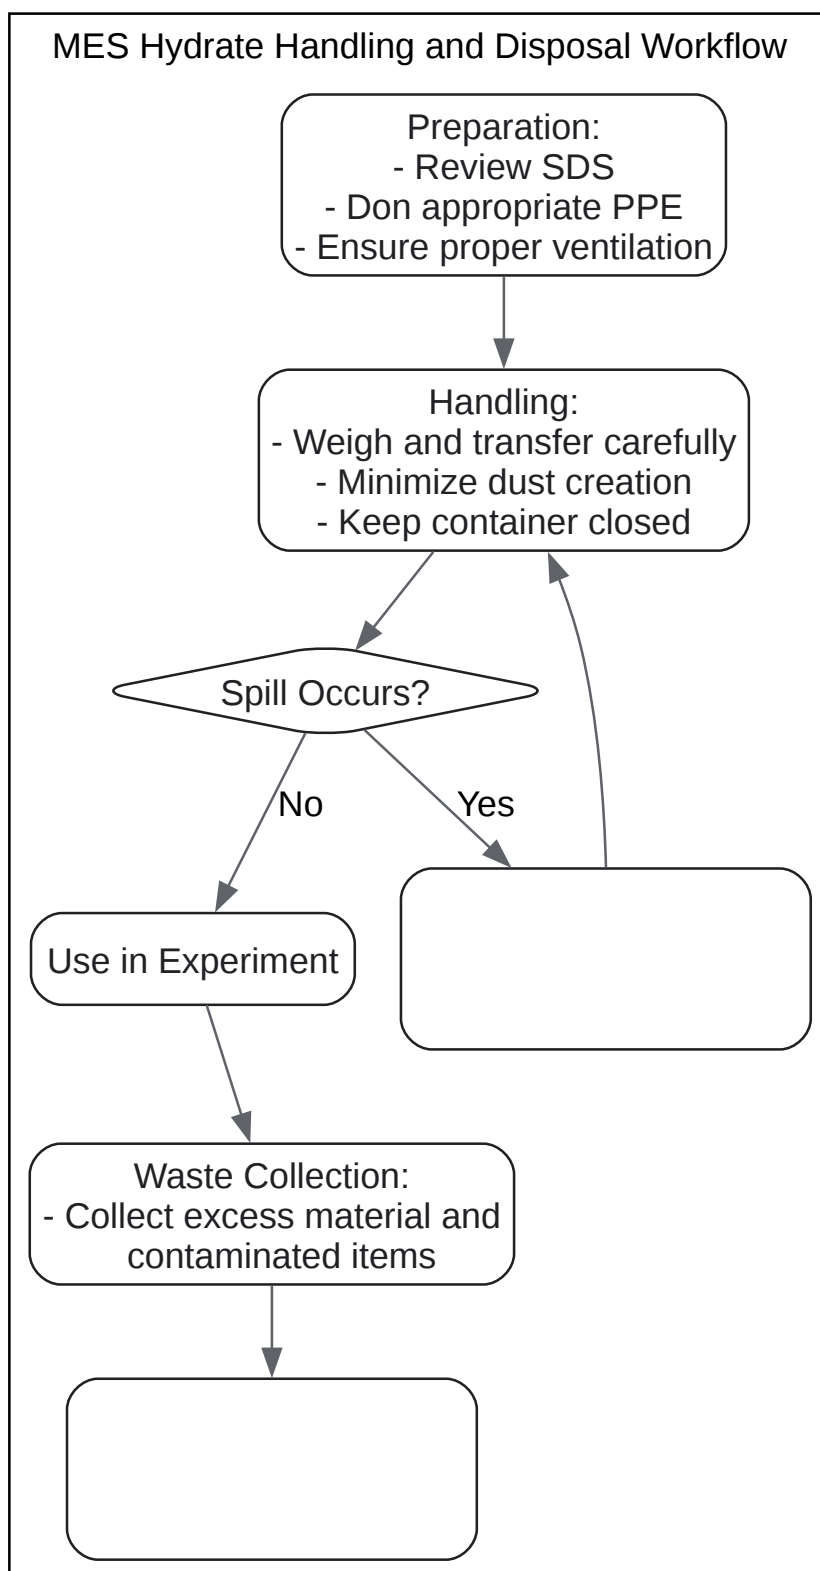 MES Hydrate Handling and Disposal Workflow
Preparation:
- Review SDS
- Don appropriate PPE
- Ensure proper ventilation
Handling:
- Weigh and transfer carefully
- Minimize dust creation
- Keep container closed
Spill Occurs?
No
Yes
Use in Experiment
Waste Collection:
- Collect excess material and
contaminated items